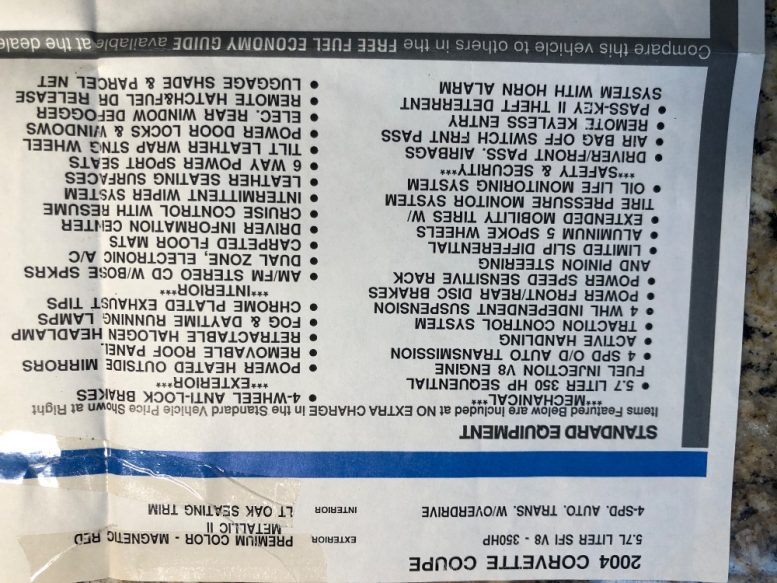 2004 CORVETTE COUPE
5.7L LITER SFI V8 - 350HP
4-SPD. AUTO. TRANS. W/OVERDRIVE
EXTERIOR PREMIUM COLOR - MAGNETIC RED
METALLIC II
INTERIOR LT OAK SEATING TRIM
STANDARD EQUIPMENT
Items Featured Below are Included at NO EXTRA CHARGE in the Standard Vehicle Price Shown at Right
***MECHANICAL**
• 5.7 LITER 350 HP SEQUENTIAL
FUEL INJECTION V8 ENGINE
• 4 SPD O/D AUTO TRANSMISSION
• ACTIVE HANDLING
• TRACTION CONTROL SYSTEM
• 4 WHL INDEPENDENT SUSPENSION
• POWER FRONT/REAR DISC BRAKES
• POWER SPEED SENSITIVE RACK
AND PINION STEERING
• LIMITED SLIP DIFFERENTIAL
• ALUMINUM 5 SPOKE WHEELS
• EXTENDED MOBILITY TIRES W/
TIRE PRESSURE MONITOR SYSTEM
• OIL LIFE MONITORING SYSTEM
***SAFETY & SECURITY***
• DRIVER/FRONT PASS. AIRBAGS
• AIR BAG OFF SWITCH FRNT PASS
• REMOTE KEYLESS ENTRY
• PASS-KEY II THEFT DETERRENT
SYSTEM WITH HORN ALARM
• 4-WHEEL ANTI-LOCK BRAKES
***EXTERIOR***
• POWER HEATED OUTSIDE MIRRORS
• REMOVABLE ROOF PANEL
• RETRACTABLE HALOGEN HEADLAMP
• FOG & DAYTIME RUNNING LAMPS
• CHROME PLATED EXHAUST TIPS
***INTERIOR***
• AM/FM STEREO CD W/BOSE SPKRS
• DUAL ZONE, ELECTRONIC A/C
• CARPETED FLOOR MATS
• DRIVER INFORMATION CENTER
• CRUISE CONTROL WITH RESUME
• INTERMITTENT WIPER SYSTEM
• LEATHER SEATING SURFACES
• 6 WAY POWER SPORT SEATS
• TILT LEATHER WRAP STNG WHEEL
• POWER DOOR LOCKS & WINDOWS
• ELEC. REAR WINDOW DEFOGGER
• REMOTE HATCH&FUEL DR RELEASE
• LUGGAGE SHADE & PARCEL NET
Compare this vehicle to others in the FREE FUEL ECONOMY GUIDE available at the deale